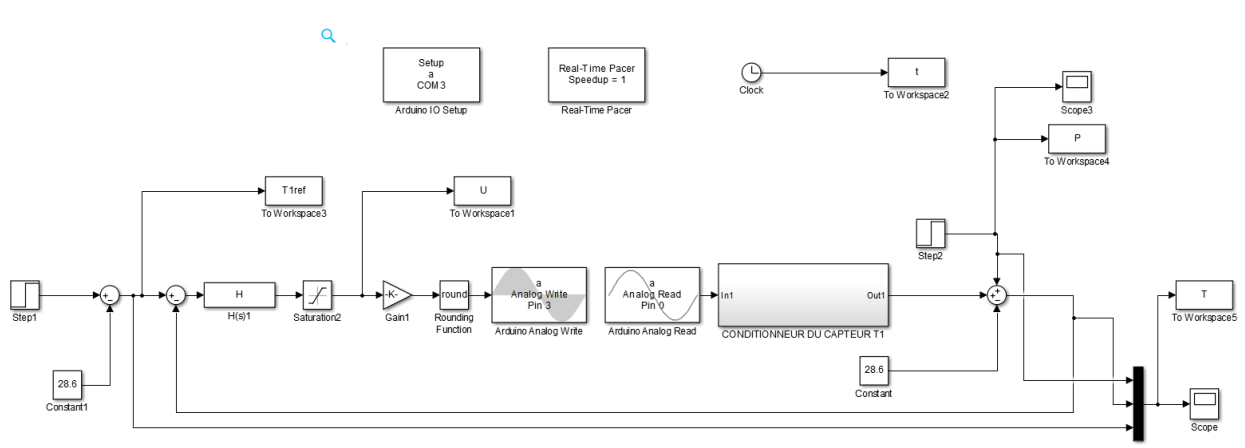 Setup
a
COM3
Arduino IO Setup
Real-Time Pacer
Speedup = 1
Real-Time Pacer
Clock
t
To Workspace2
Scope3
P
To Workspace4
T1ref
To Workspace3
U
To Workspace1
Step2
Step1
+
-
+
-
H
H(s)1
Saturation2
-K-
Gain1
round
Rounding
Function
a
Analog Write
Pin 3
Arduino Analog Write
a
Analog Read
Pin 0
Arduino Analog Read
In1
Out1
CONDITIONNEUR DU CAPTEUR T1
+
+
-
T
To Workspace5
28.6
Constant1
28.6
Constant
Scope